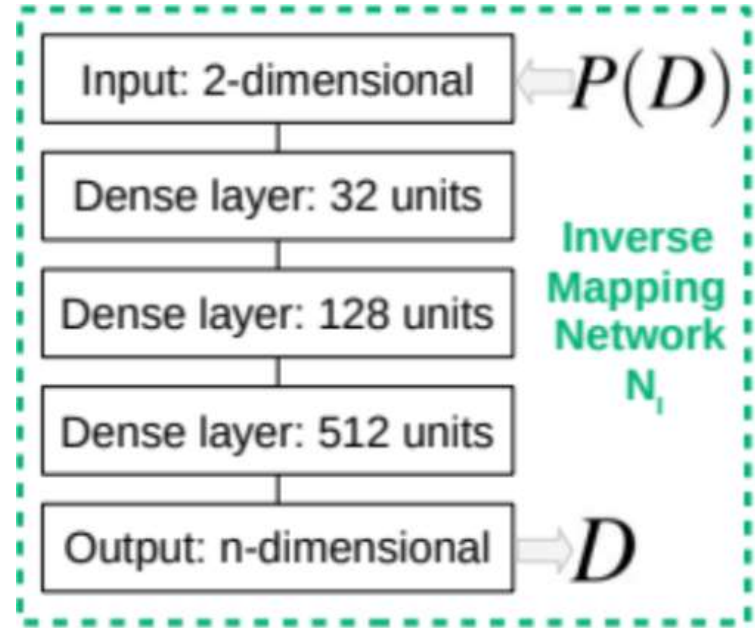 Input: 2-dimensional
P(D)
Dense layer: 32 units
Inverse
Mapping
Network
N_I
Dense layer: 128 units
Dense layer: 512 units
Output: n-dimensional
D